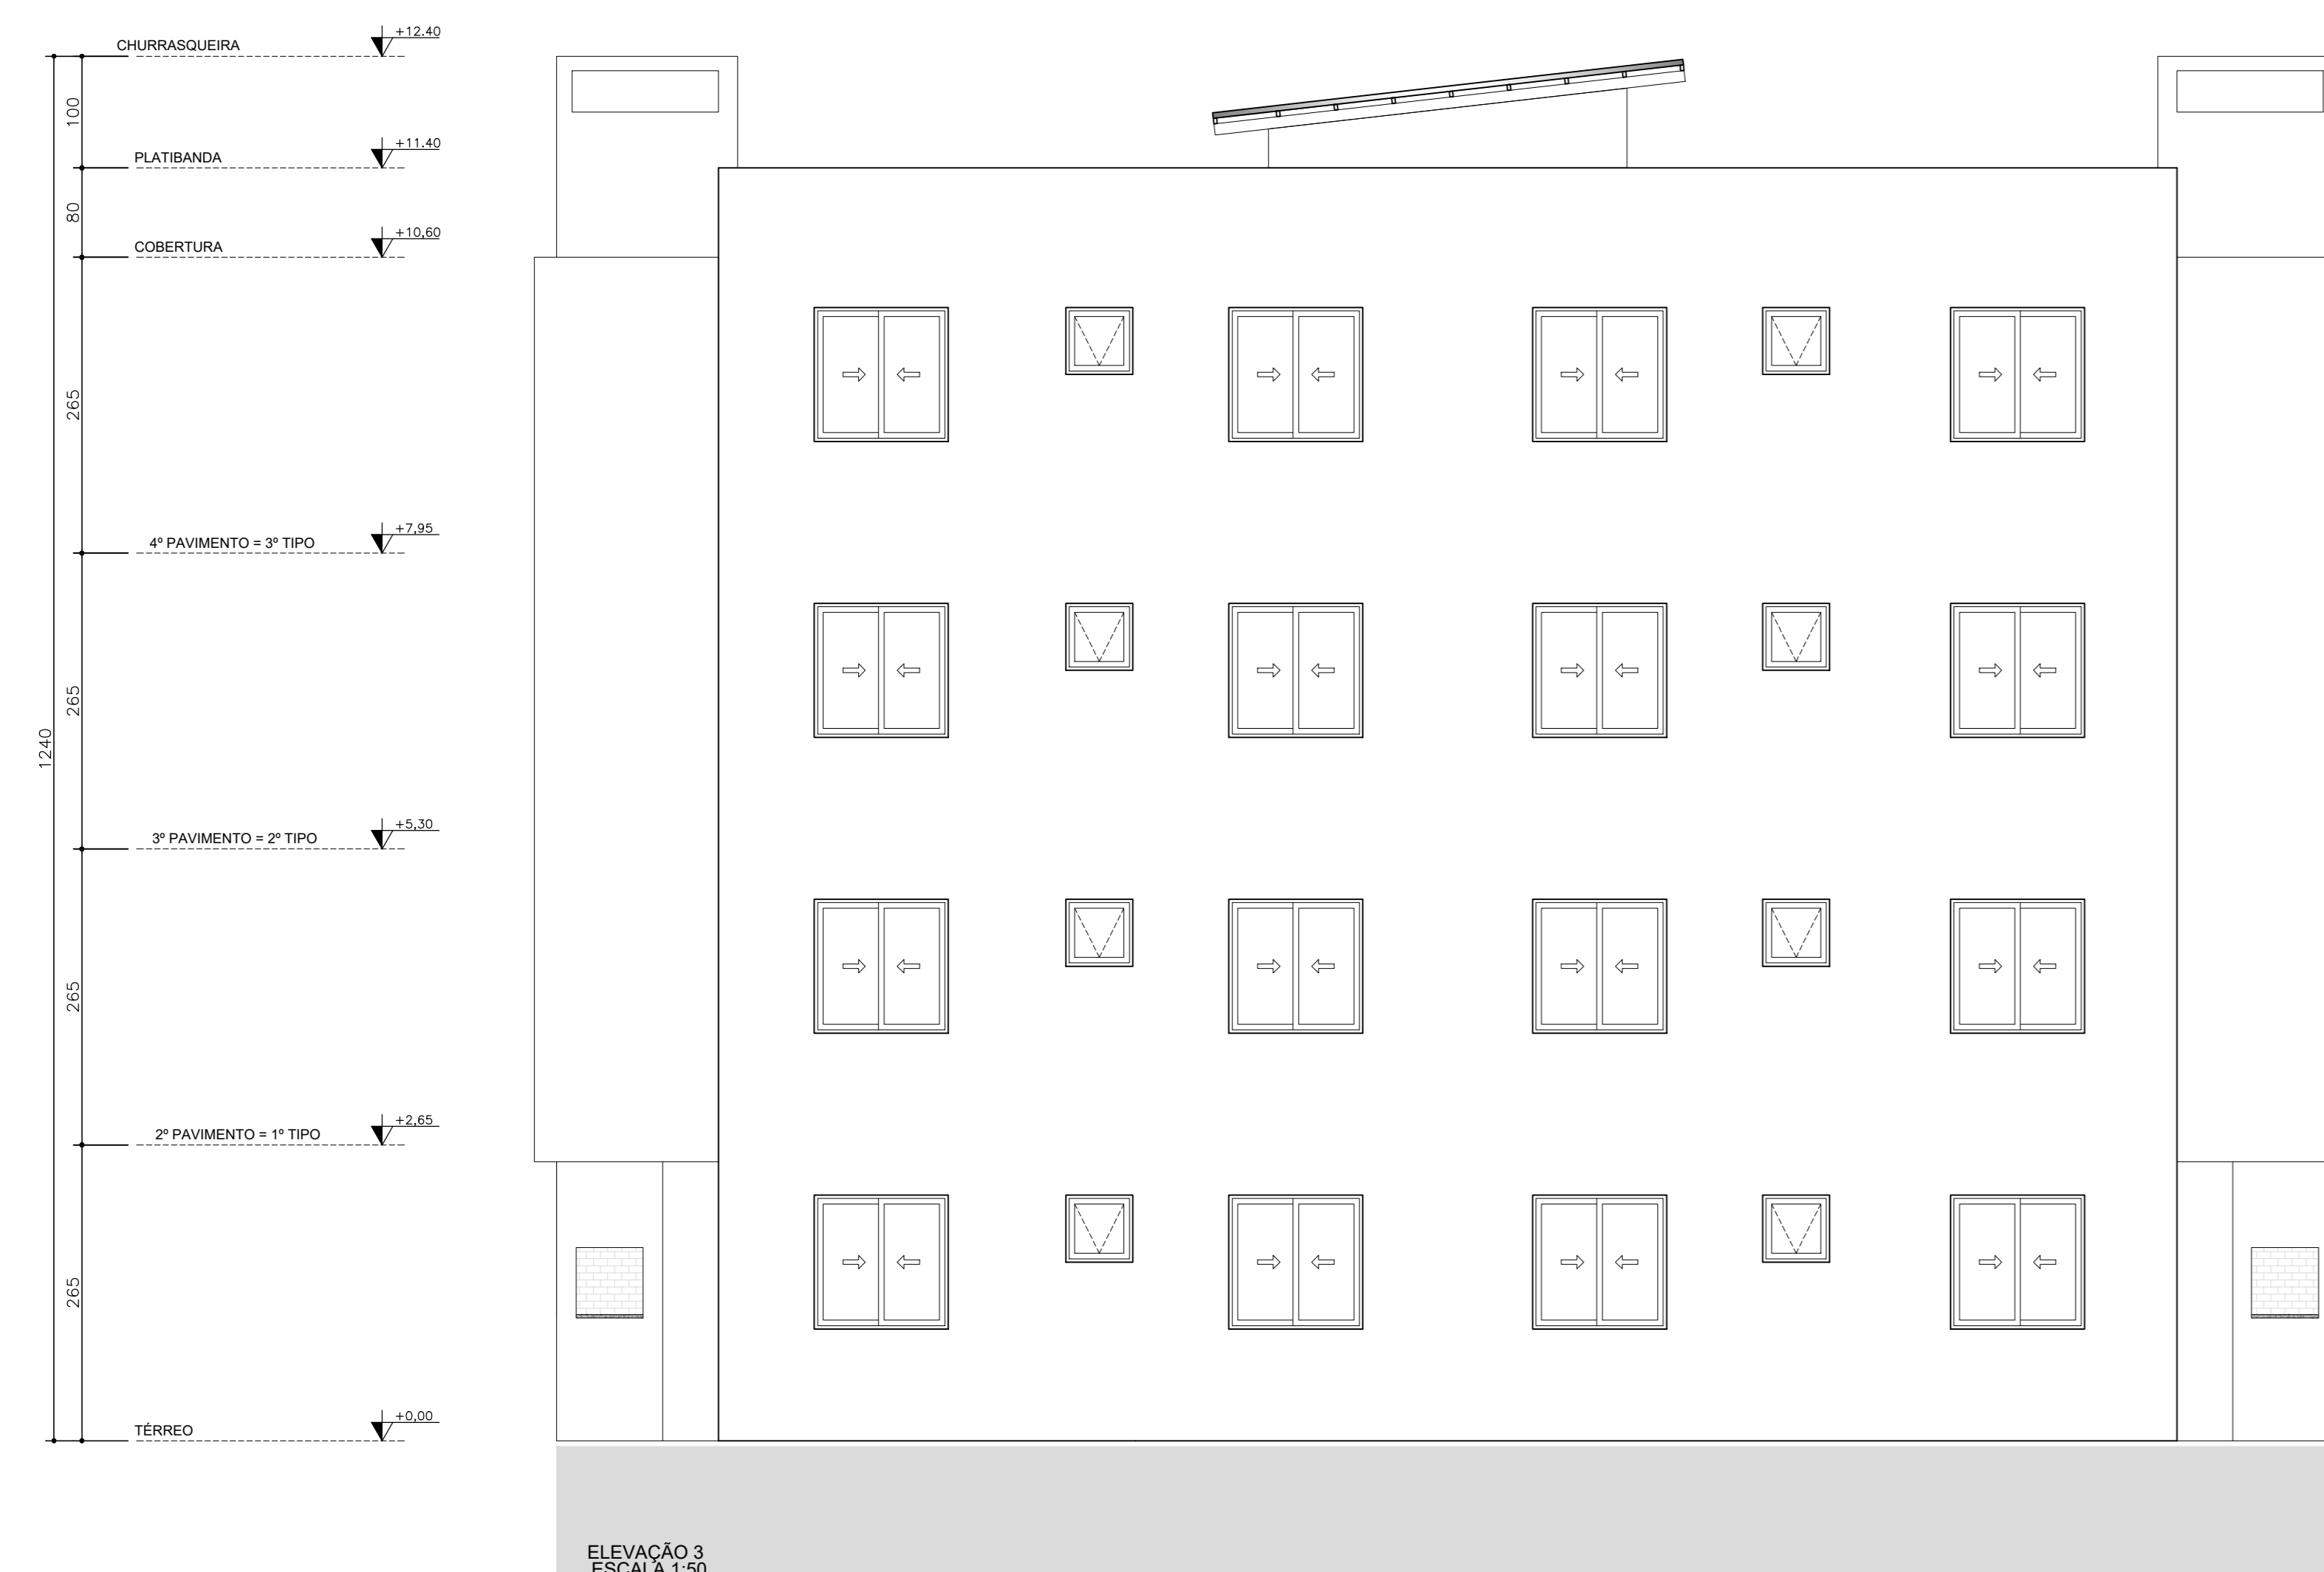 CHURRASQUEIRA
+12.40
100
PLATIBANDA
+11.40
80
COBERTURA
+10,60
265
4º PAVIMENTO = 3º TIPO
+7,95
265
1240
3º PAVIMENTO = 2º TIPO
+5,30
265
2º PAVIMENTO = 1º TIPO
+2,65
265
TÉRREO
+0,00
ELEVAÇÃO 3
ESCALA 1:50